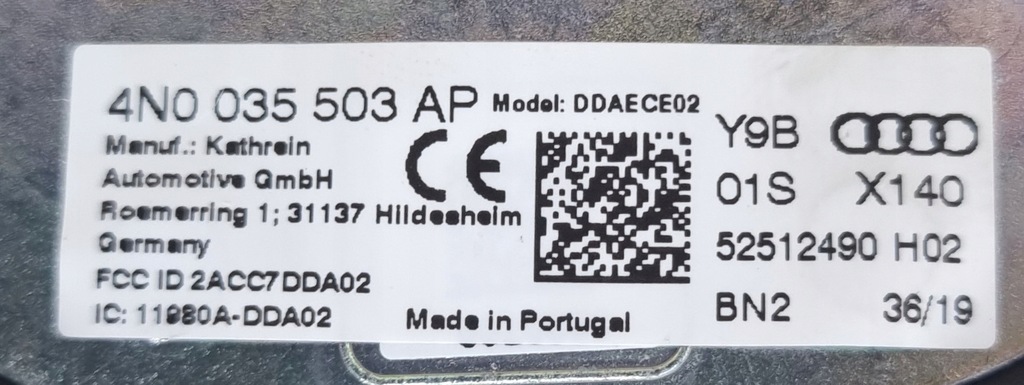 4N0 035 503 AP Model: DDAECE02
Manuf.: Kathrein
Automotive GmbH
Roemerring 1; 31137 Hildesheim
Germany
FCC ID 2ACC7DDA02
IC: 11980A-DDA02
CE
Made in Portugal
Y9B
01S X140
52512490 H02
BN2 36/19